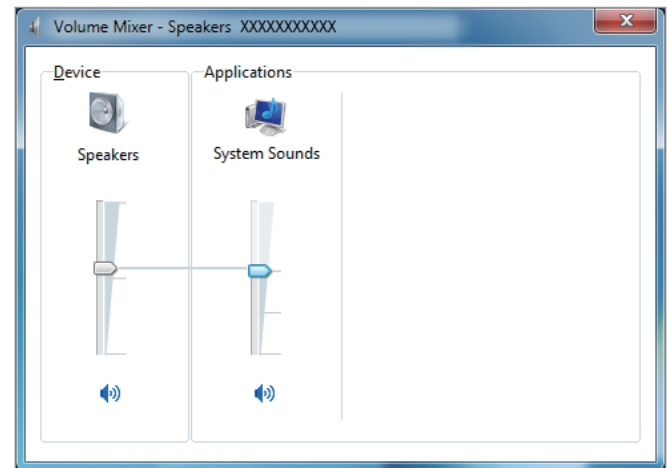 Volume Mixer - Speakers XXXXXXXXXXX
Device
Applications
Speakers
System Sounds